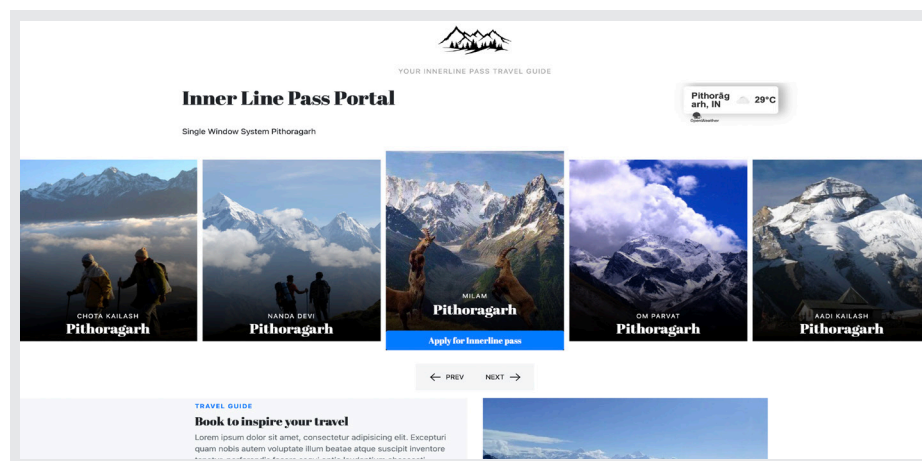 YOUR INNERLINE PASS TRAVEL GUIDE
Inner Line Pass Portal
Pithorāg
arh, IN
29°C
OpenWeather
Single Window System Pithoragarh
CHOTA KAILASH
Pithoragarh
NANDA DEVI
Pithoragarh
MILAM
Pithoragarh
Apply for Innerline pass
OM PARVAT
Pithoragarh
AADI KAILASH
Pithoragarh
← PREV NEXT →
TRAVEL GUIDE
Book to inspire your travel
Lorem ipsum dolor sit amet, consectetur adipisicing elit. Excepturi
quam nobis autem voluptate illum beatae atque suscipit inventore